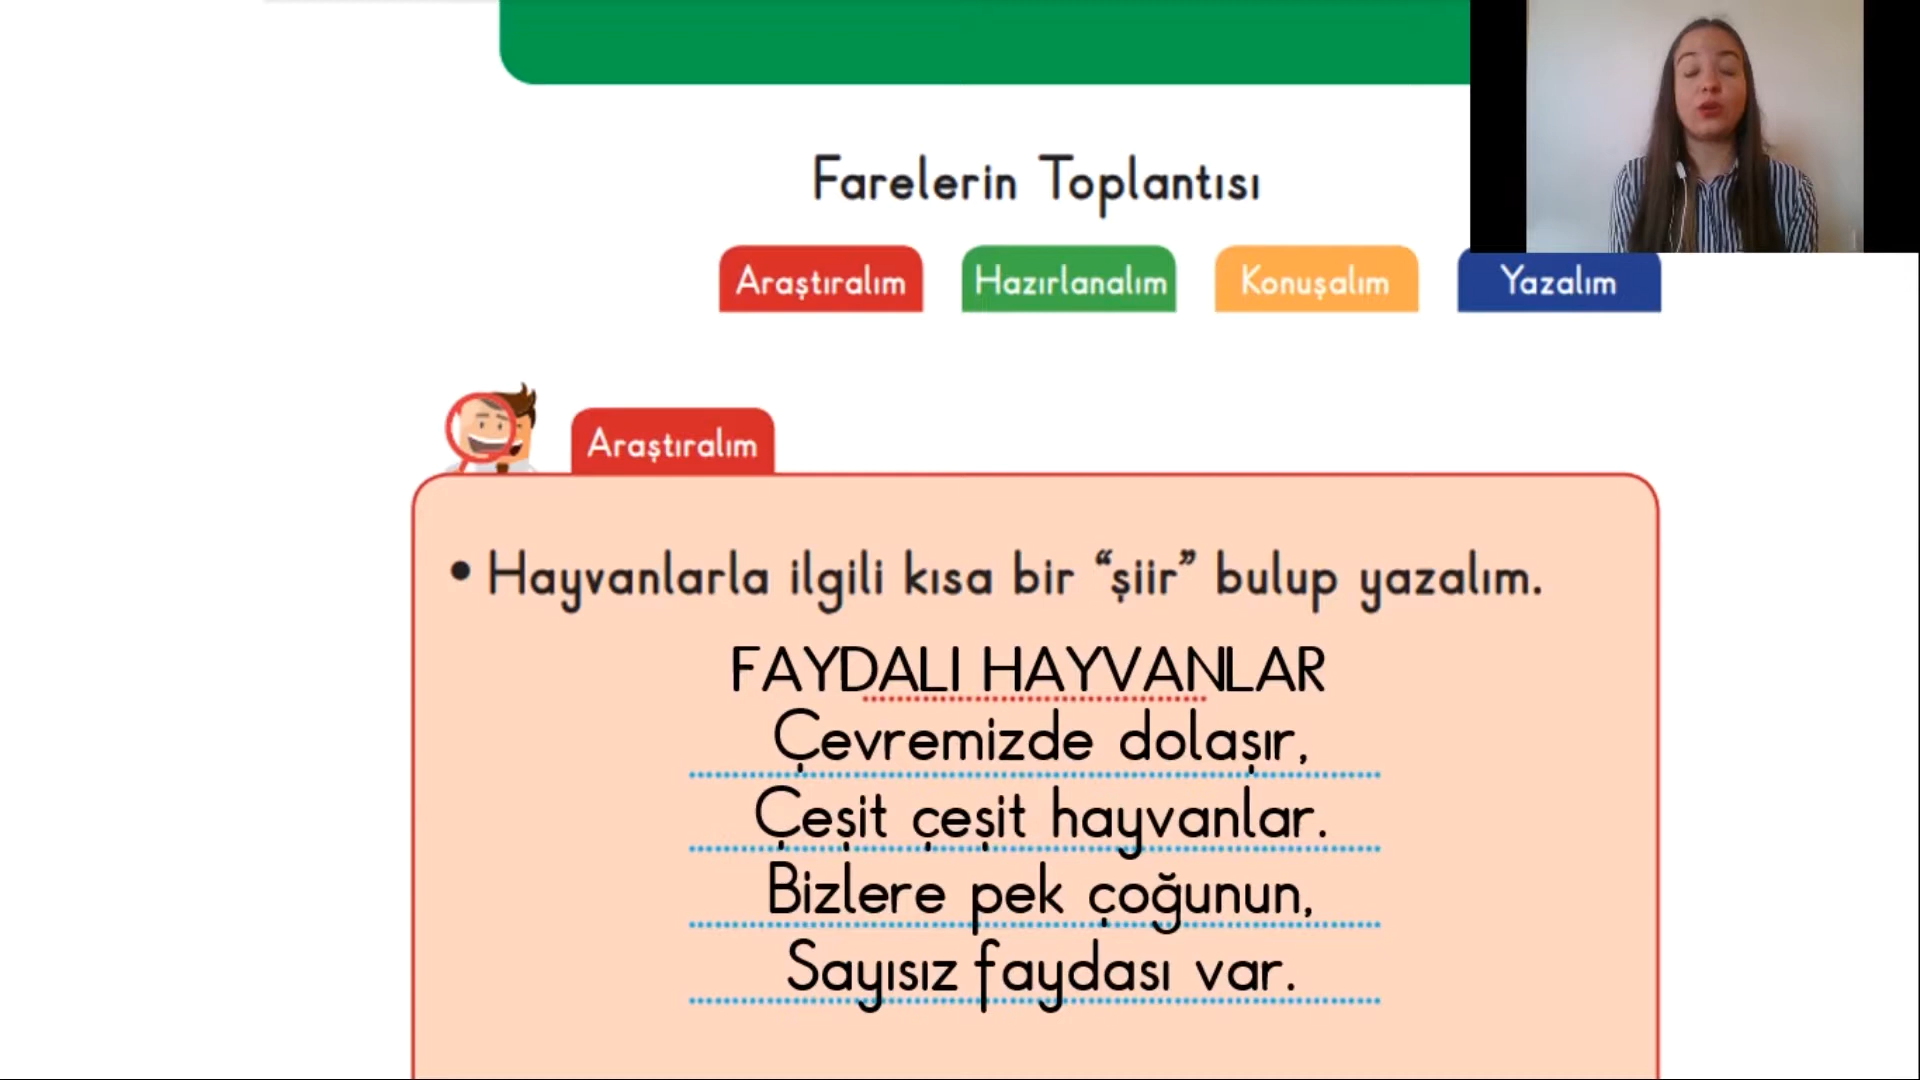 Farelerin Toplantısı
Araştıralım
Hazırlanalım
Konuşalım
Yazalım
Araştıralım
• Hayvanlarla ilgili kısa bir “şiir” bulup yazalım.
FAYDALI HAYVANLAR
Çevremizde dolaşır,
Çeşit çeşit hayvanlar.
Bizlere pek çoğunun,
Sayısız faydası var.